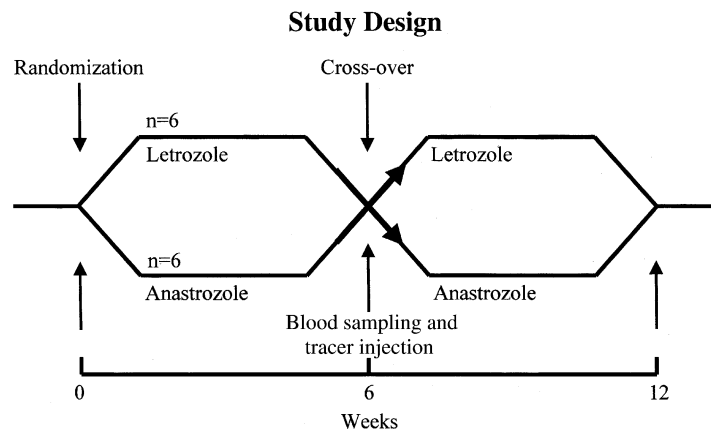 Study Design
Randomization
Cross-over
n=6
Letrozole
Letrozole
n=6
Anastrozole
Anastrozole
Blood sampling and
tracer injection
0
6
12
Weeks